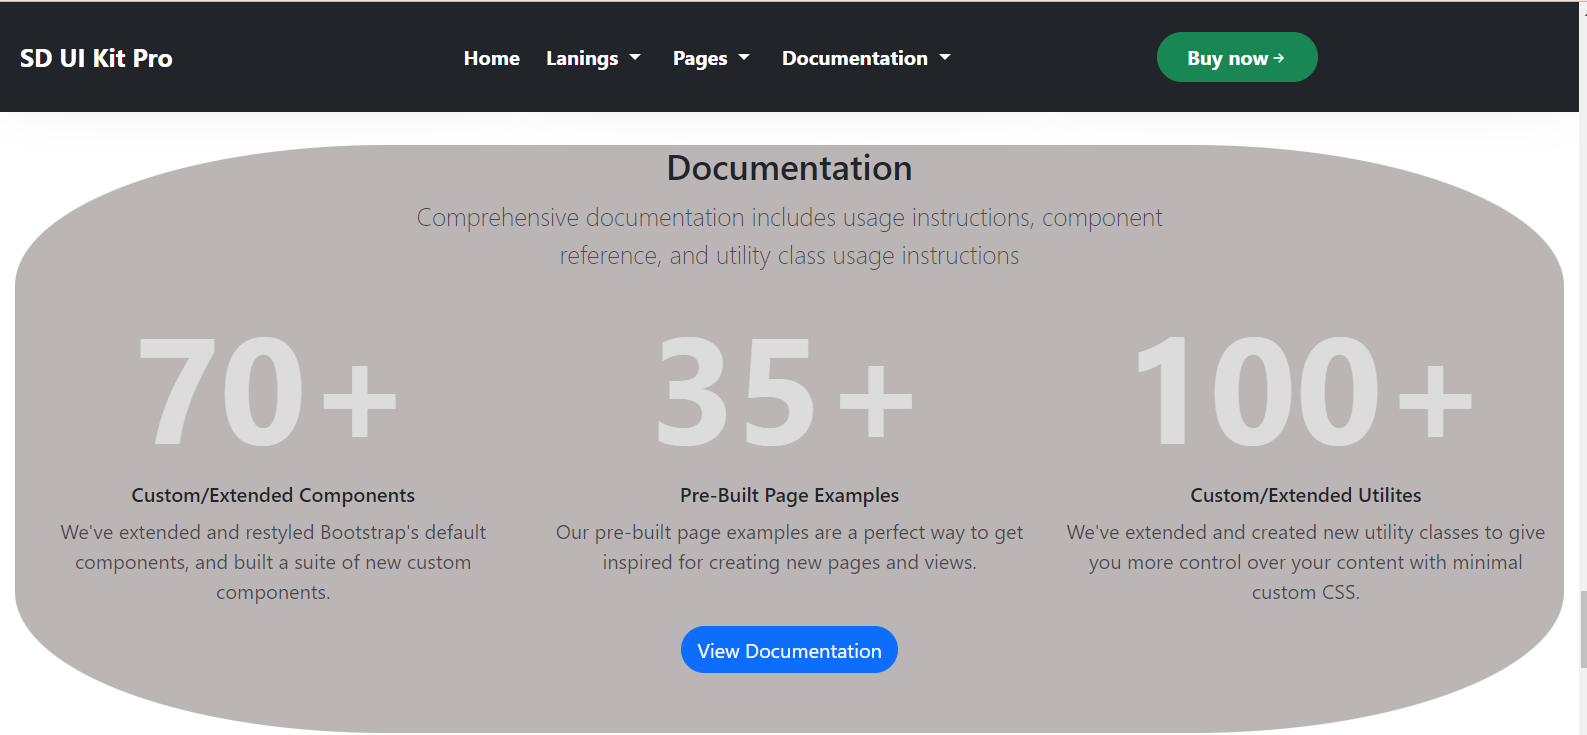 SD UI Kit Pro
Home Lanings Pages Documentation
Buy now →
Documentation
Comprehensive documentation includes usage instructions, component
reference, and utility class usage instructions
70+
Custom/Extended Components
We've extended and restyled Bootstrap's default
components, and built a suite of new custom
components.
35+
Pre-Built Page Examples
Our pre-built page examples are a perfect way to get
inspired for creating new pages and views.
100+
Custom/Extended Utilites
We've extended and created new utility classes to give
you more control over your content with minimal
custom CSS.
View Documentation